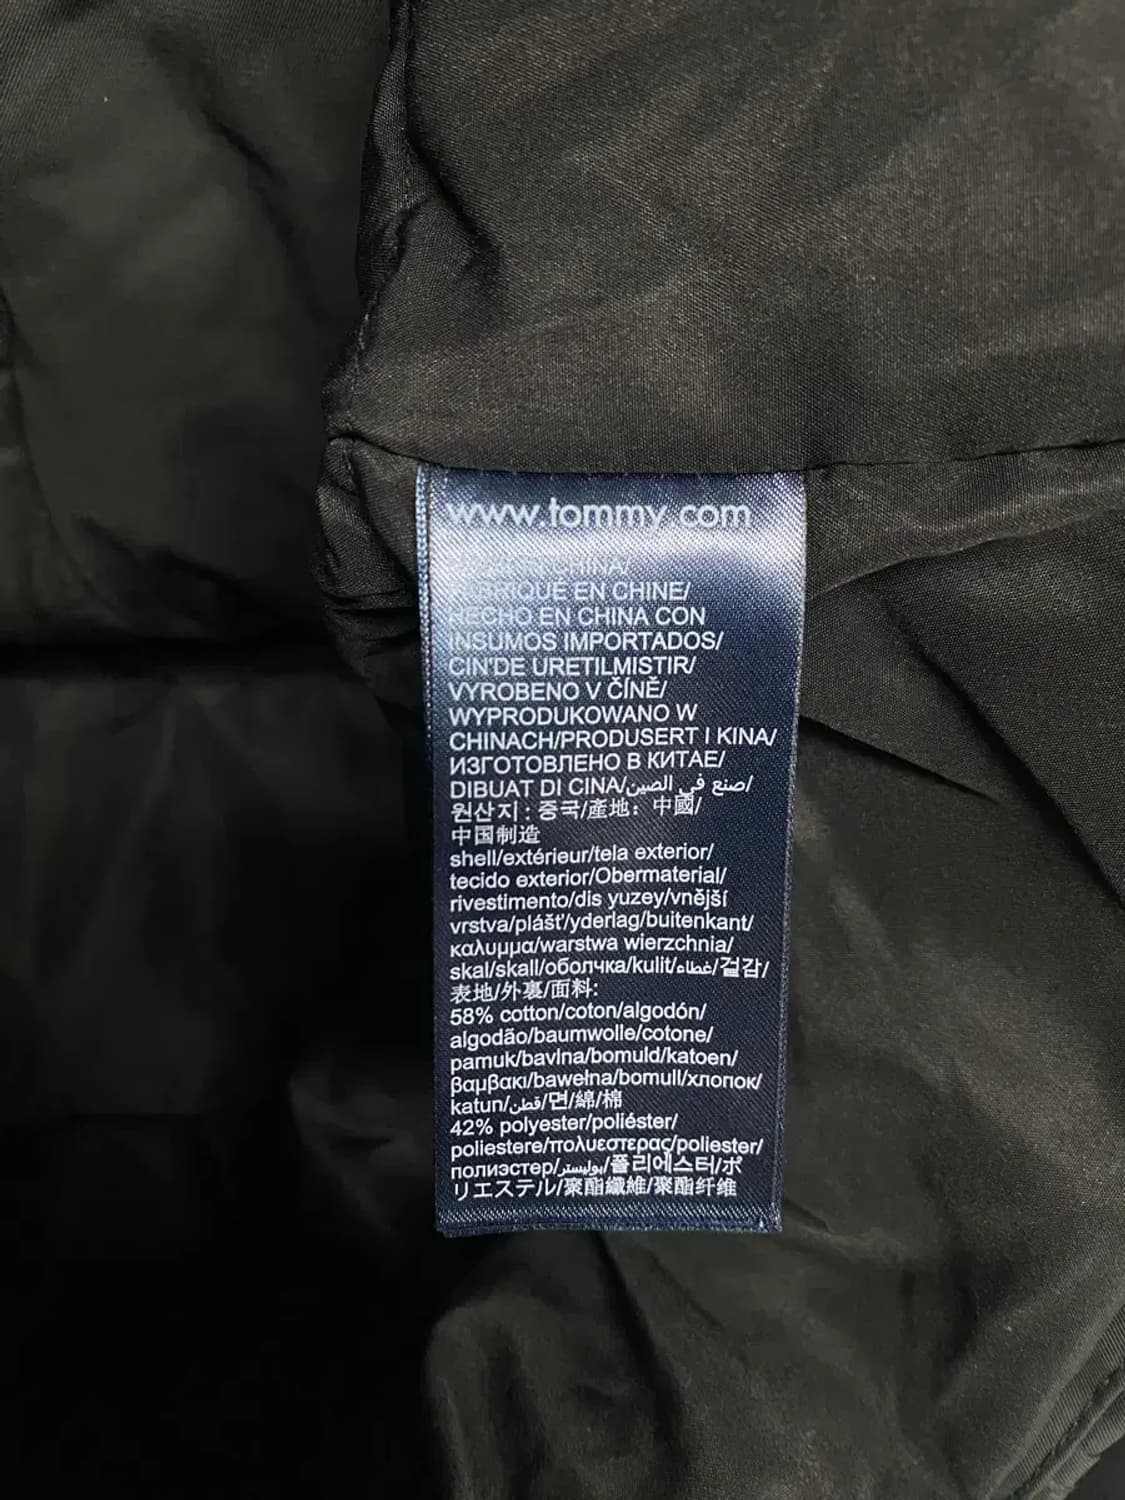 www.tommy.com
CHINA/
FABRIQUÉ EN CHINE/
HECHO EN CHINA CON
INSUMOS IMPORTADOS/
CIN'DE URETILMISTIR/
VYROBENO V ČÍNĚ/
WYPRODUKOWANO W
CHINACH/PRODUSERT I KINA/
ИЗГОТОВЛЕНО В КИТАЕ/
DIBUAT DI CINA/صنع في الصين/
원산지 : 중국/產地: 中國/
中国制造
shell/extérieur/tela exterior/
tecido exterior/Obermaterial/
rivestimento/dis yuzey/vnější
vrstva/plášť/yderlag/buitenkant/
καλυμμα/warstwa wierzchnia/
skal/skall/оболчка/kulit/غطاء/겉감/
表地/外裏/面料:
58% cotton/coton/algodón/
algodão/baumwolle/cotone/
pamuk/bavlna/bomuld/katoen/
βαμβακι/bawełna/bomull/хлопок/
katun/قطن/면/綿/棉
42% polyester/poliéster/
poliestere/πολυεστερας/poliester/
полиэстер/بوليستر/폴리에스터/ポ
リエステル/聚酯纖維/聚酯纤维